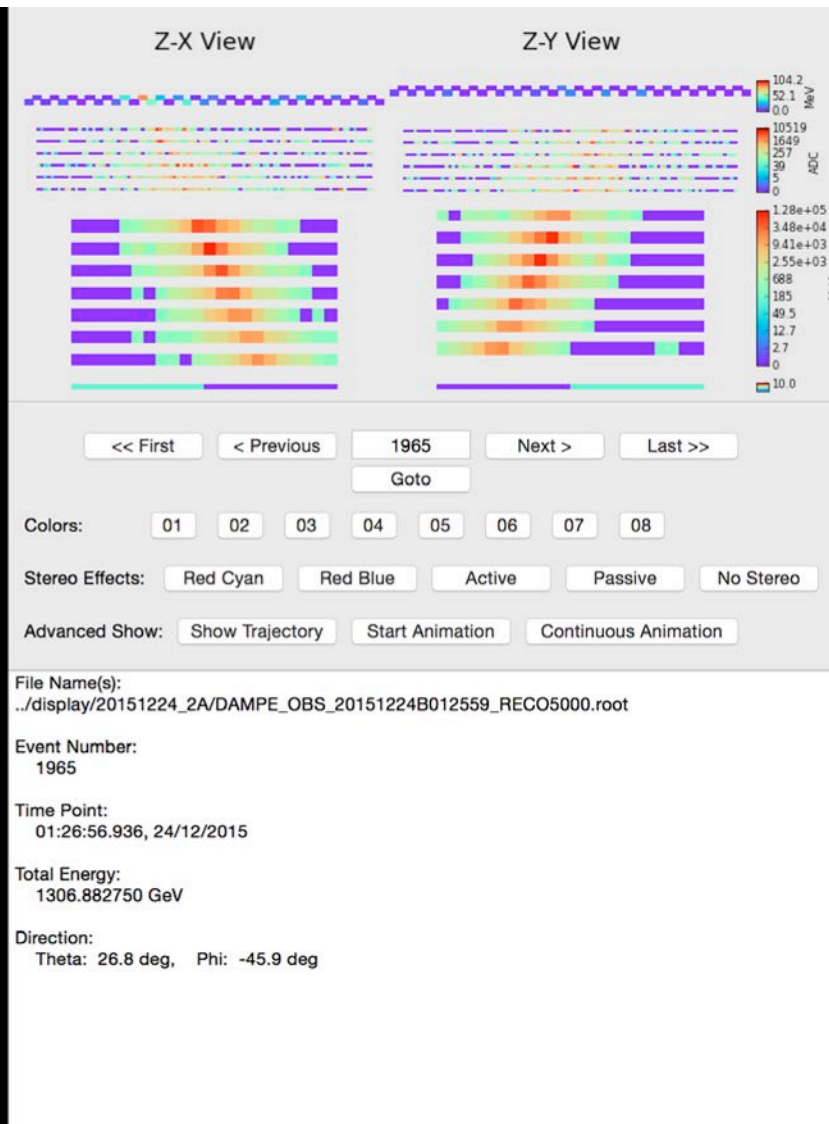 Z-X View
Z-Y View
104.2
52.1
0.0
MeV
10519
1649
257
39
5
0
ADC
1.28e+05
3.48e+04
9.41e+03
2.55e+03
688
185
49.5
12.7
2.7
0
10.0
<< First
< Previous
1965
Next >
Last >>
Goto
Colors:
01
02
03
04
05
06
07
08
Stereo Effects:
Red Cyan
Red Blue
Active
Passive
No Stereo
Advanced Show:
Show Trajectory
Start Animation
Continuous Animation
File Name(s):
../display/20151224_2A/DAMPE_OBS_20151224B012559_RECO5000.root
Event Number:
1965
Time Point:
01:26:56.936, 24/12/2015
Total Energy:
1306.882750 GeV
Direction:
Theta: 26.8 deg, Phi: -45.9 deg